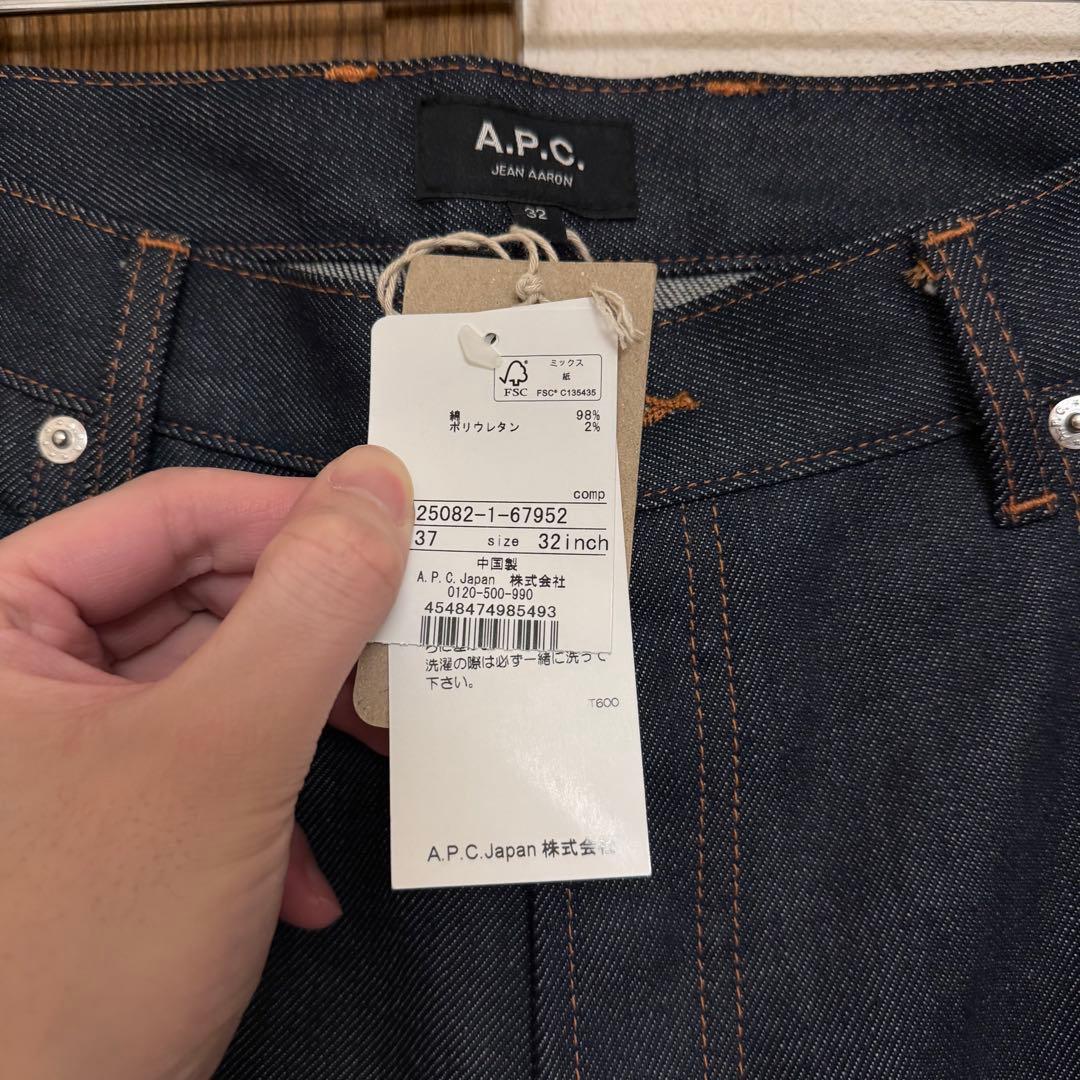 A.P.C.
JEAN AARON
32
ミックス
紙
FSC
FSC® C135435
綿 98%
ポリウレタン 2%
comp
25082-1-67952
37 size 32inch
中国製
A.P.C.Japan 株式会社
0120-500-990
4548474985493
洗濯の際は必ず一緒に洗って
下さい。
T600
A.P.C.Japan 株式会社